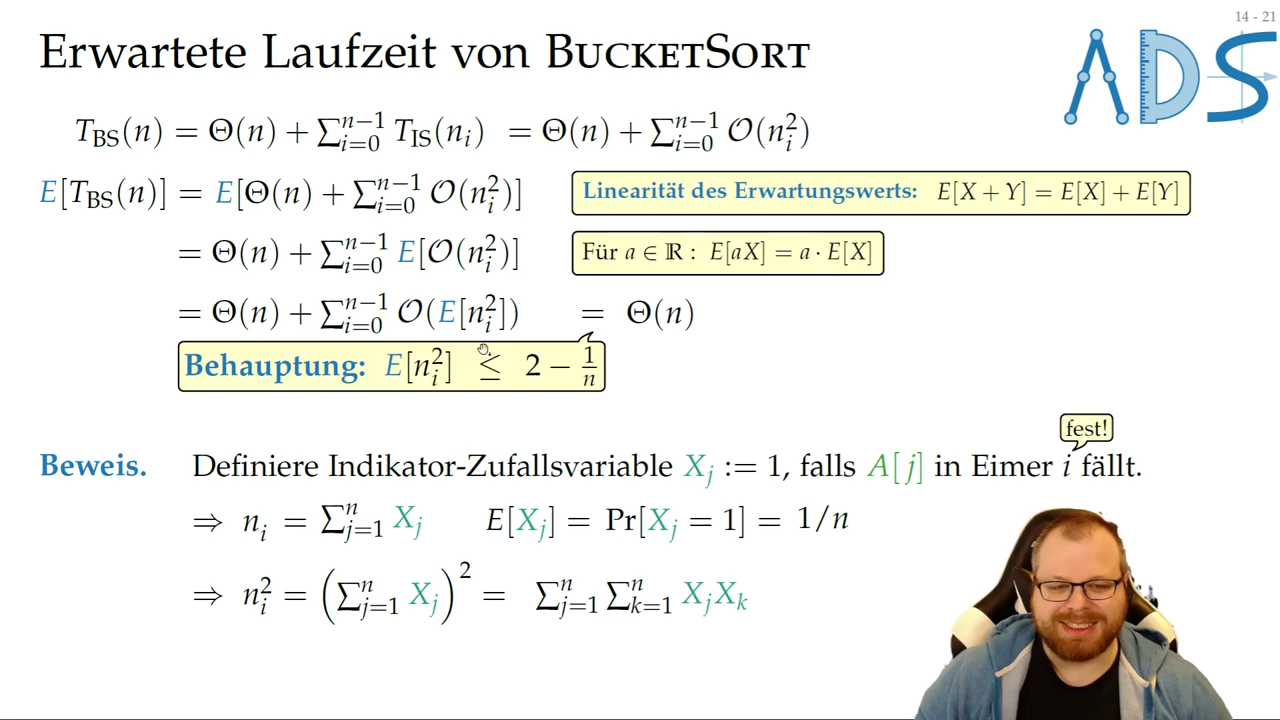 14 - 21
Erwartete Laufzeit von BUCKETSORT
ADS
T_BS(n) = Θ(n) + ∑_{i=0}^{n−1} T_IS(n_i) = Θ(n) + ∑_{i=0}^{n−1} 𝒪(n_i^2)
E[T_BS(n)] = E[Θ(n) + ∑_{i=0}^{n−1} 𝒪(n_i^2)]
Linearität des Erwartungswerts: E[X + Y] = E[X] + E[Y]
= Θ(n) + ∑_{i=0}^{n−1} E[𝒪(n_i^2)]
Für a ∈ ℝ : E[aX] = a · E[X]
= Θ(n) + ∑_{i=0}^{n−1} 𝒪(E[n_i^2]) = Θ(n)
Behauptung: E[n_i^2] ≤ 2 − 1/n
fest!
Beweis. Definiere Indikator-Zufallsvariable X_j := 1, falls A[j] in Eimer i fällt.
⇒ n_i = ∑_{j=1}^{n} X_j E[X_j] = Pr[X_j = 1] = 1/n
⇒ n_i^2 = (∑_{j=1}^{n} X_j)^2 = ∑_{j=1}^{n} ∑_{k=1}^{n} X_j X_k